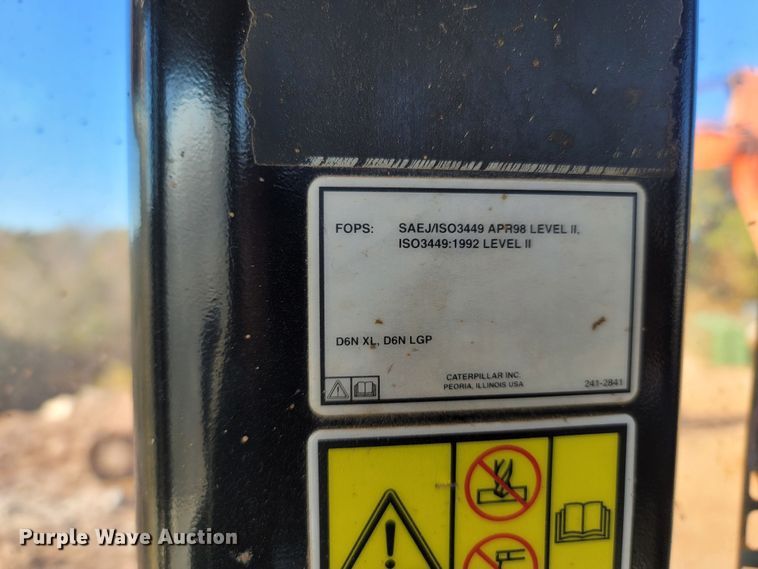 FOPS: SAEJ/ISO3449 APR98 LEVEL II,
ISO3449:1992 LEVEL II
D6N XL, D6N LGP
CATERPILLAR INC.
PEORIA, ILLINOIS USA 241-2841
Purple Wave Auction